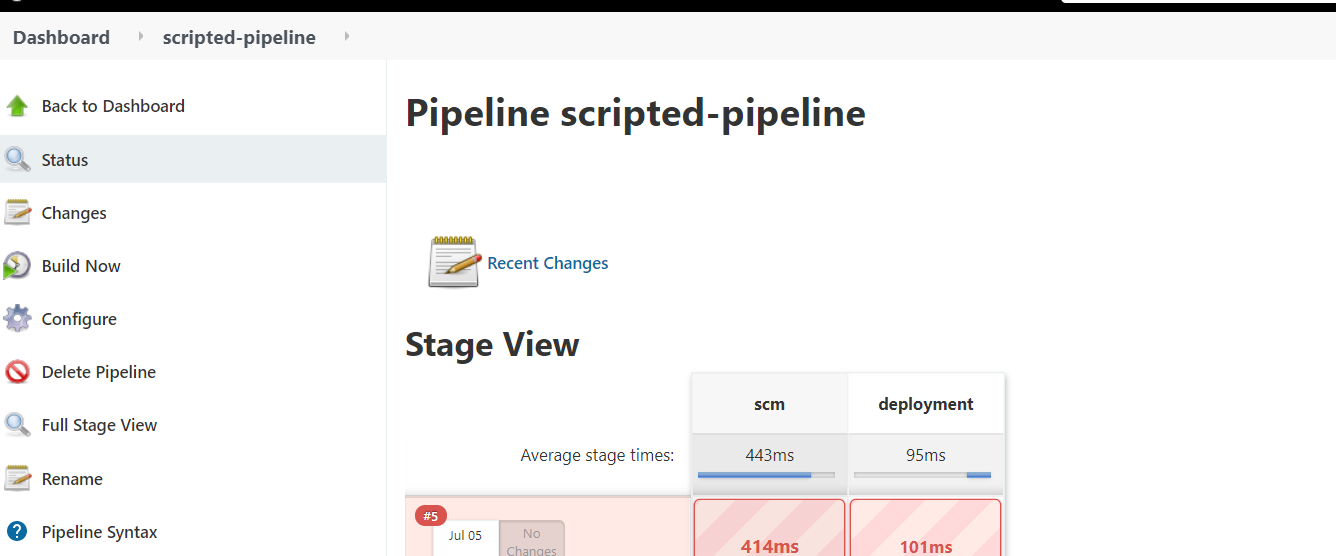 Dashboard
scripted-pipeline
Back to Dashboard
Status
Changes
Build Now
Configure
Delete Pipeline
Full Stage View
Rename
Pipeline Syntax
Pipeline scripted-pipeline
Recent Changes
Stage View
scm deployment
Average stage times: 443ms 95ms
#5
Jul 05
No
Changes
414ms 101ms